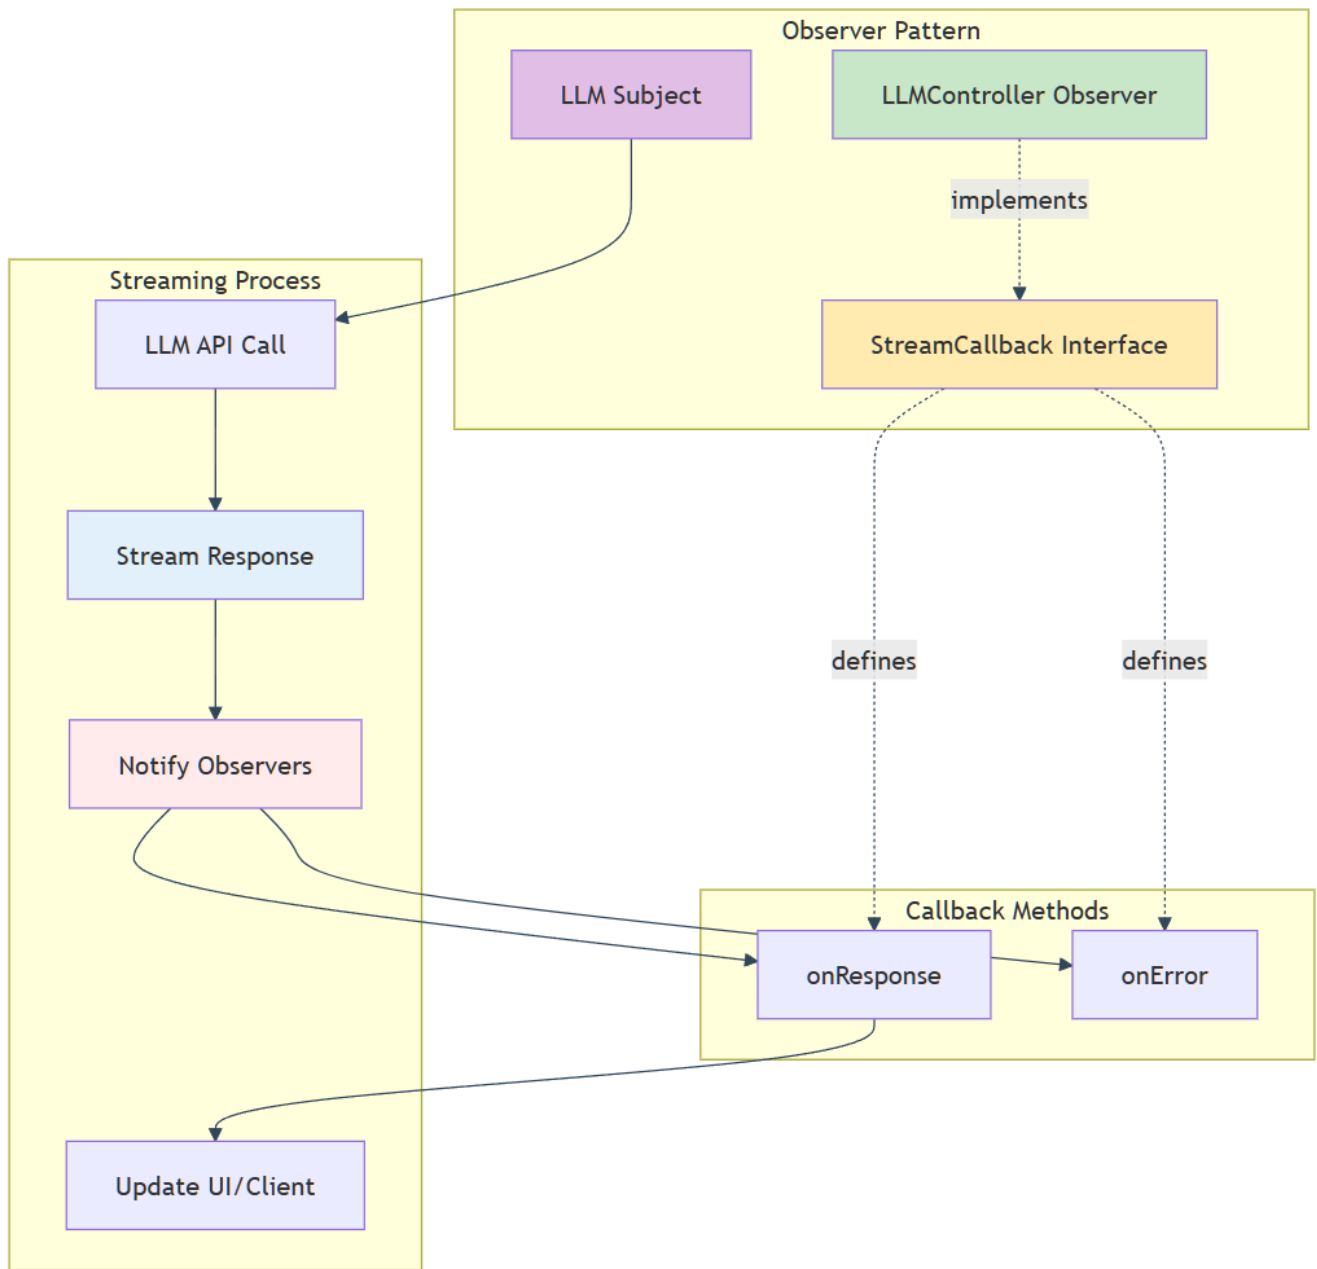 Observer Pattern
LLM Subject
LLMController Observer
implements
Streaming Process
LLM API Call
StreamCallback Interface
Stream Response
defines
defines
Notify Observers
Callback Methods
onResponse
onError
Update UI/Client